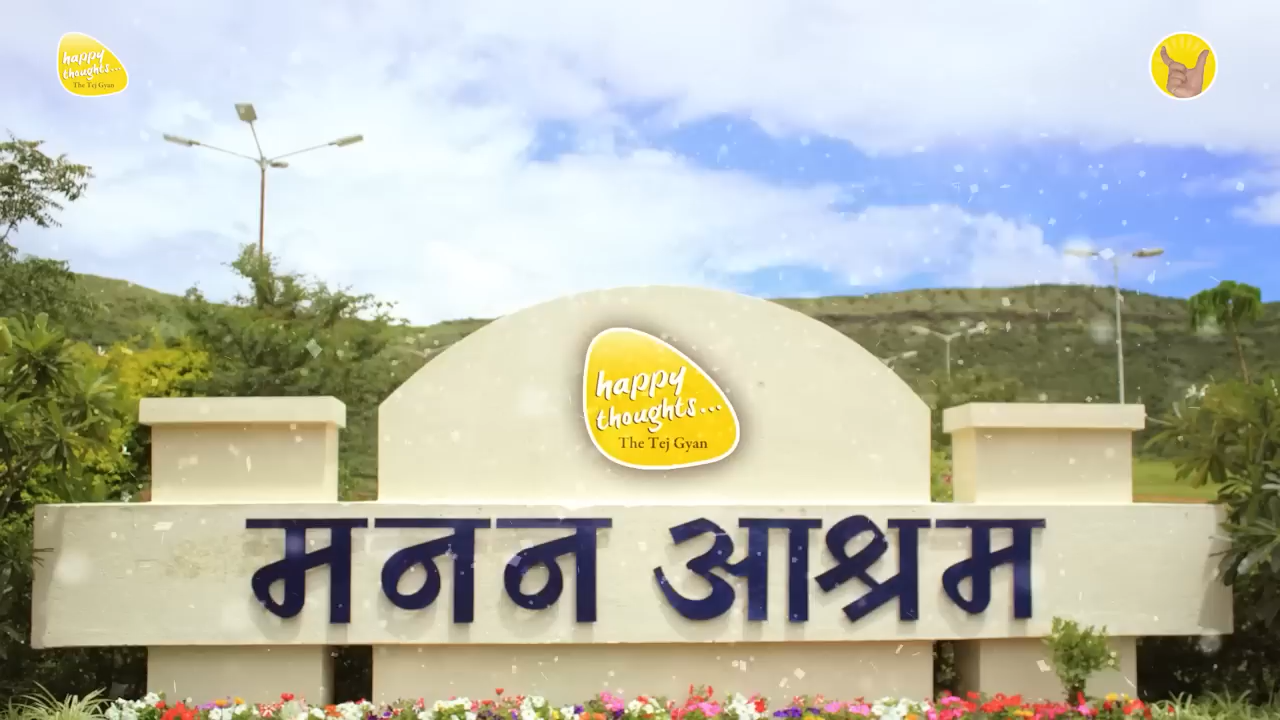 happy
thoughts...
The Tej Gyan
happy
thoughts...
The Tej Gyan
मनन आश्रम